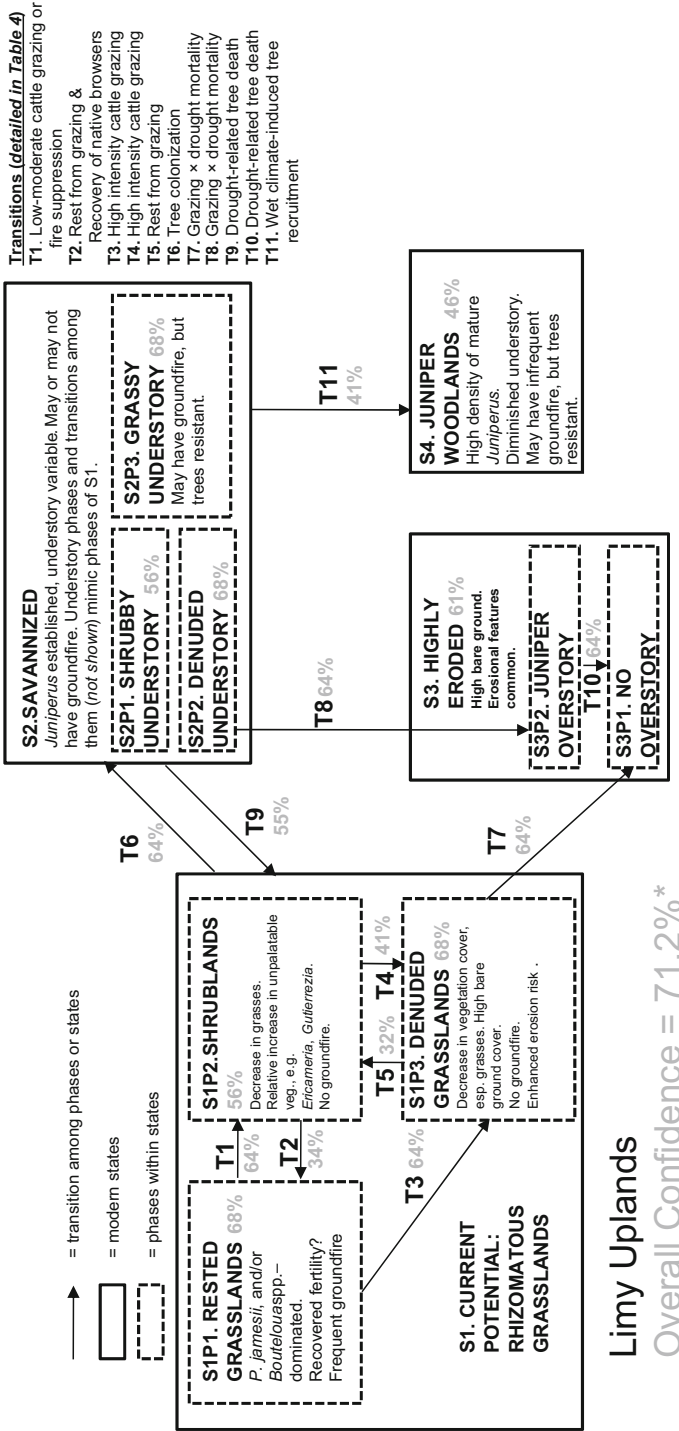 = transition among phases or states
= modern states
= phases within states
S1P1. RESTED
GRASSLANDS 68%
P. jamesii, and/or
Boutelouaspp.–
dominated.
Recovered fertility?
Frequent groundfire
T1
64%
T2
34%
S1P2.SHRUBLANDS
56%
Decrease in grasses.
Relative increase in unpalatable
veg., e.g.
Ericameria, Gutierrezia.
No groundfire.
T3 64%
T5 32%
T4 41%
S1. CURRENT
POTENTIAL:
RHIZOMATOUS
GRASSLANDS
S1P3. DENUDED
GRASSLANDS 68%
Decrease in vegetation cover,
esp. grasses. High bare
ground cover.
No groundfire.
Enhanced erosion risk .
T6
64%
T9
55%
T7
64%
S2.SAVANNIZED
Juniperus established, understory variable. May or may not
have groundfire. Understory phases and transitions among
them (not shown) mimic phases of S1.
S2P1. SHRUBBY
UNDERSTORY 56%
S2P2. DENUDED
UNDERSTORY 68%
S2P3. GRASSY
UNDERSTORY 68%
May have groundfire, but
trees resistant.
T8 64%
T11
41%
S3. HIGHLY
ERODED 61%
High bare ground.
Erosional features
common.
S3P2. JUNIPER
OVERSTORY
T10 64%
S3P1. NO
OVERSTORY
S4. JUNIPER
WOODLANDS 46%
High density of mature
Juniperus.
Diminished understory.
May have infrequent
groundfire, but trees
resistant.
Transitions (detailed in Table 4)
T1. Low-moderate cattle grazing or
fire suppression
T2. Rest from grazing &
Recovery of native browsers
T3. High intensity cattle grazing
T4. High intensity cattle grazing
T5. Rest from grazing
T6. Tree colonization
T7. Grazing × drought mortality
T8. Grazing × drought mortality
T9. Drought-related tree death
T10. Drought-related tree death
T11. Wet climate-induced tree
recruitment
Limy Uplands
Overall Confidence = 71.2%*